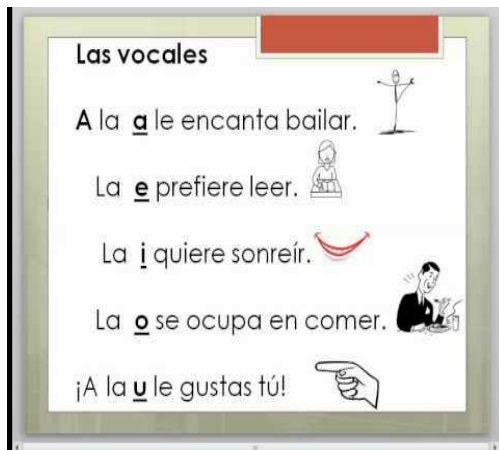 Las vocales
A la a le encanta bailar.
La e prefiere leer.
La i quiere sonreír.
La o se ocupa en comer.
¡A la u le gustas tú!